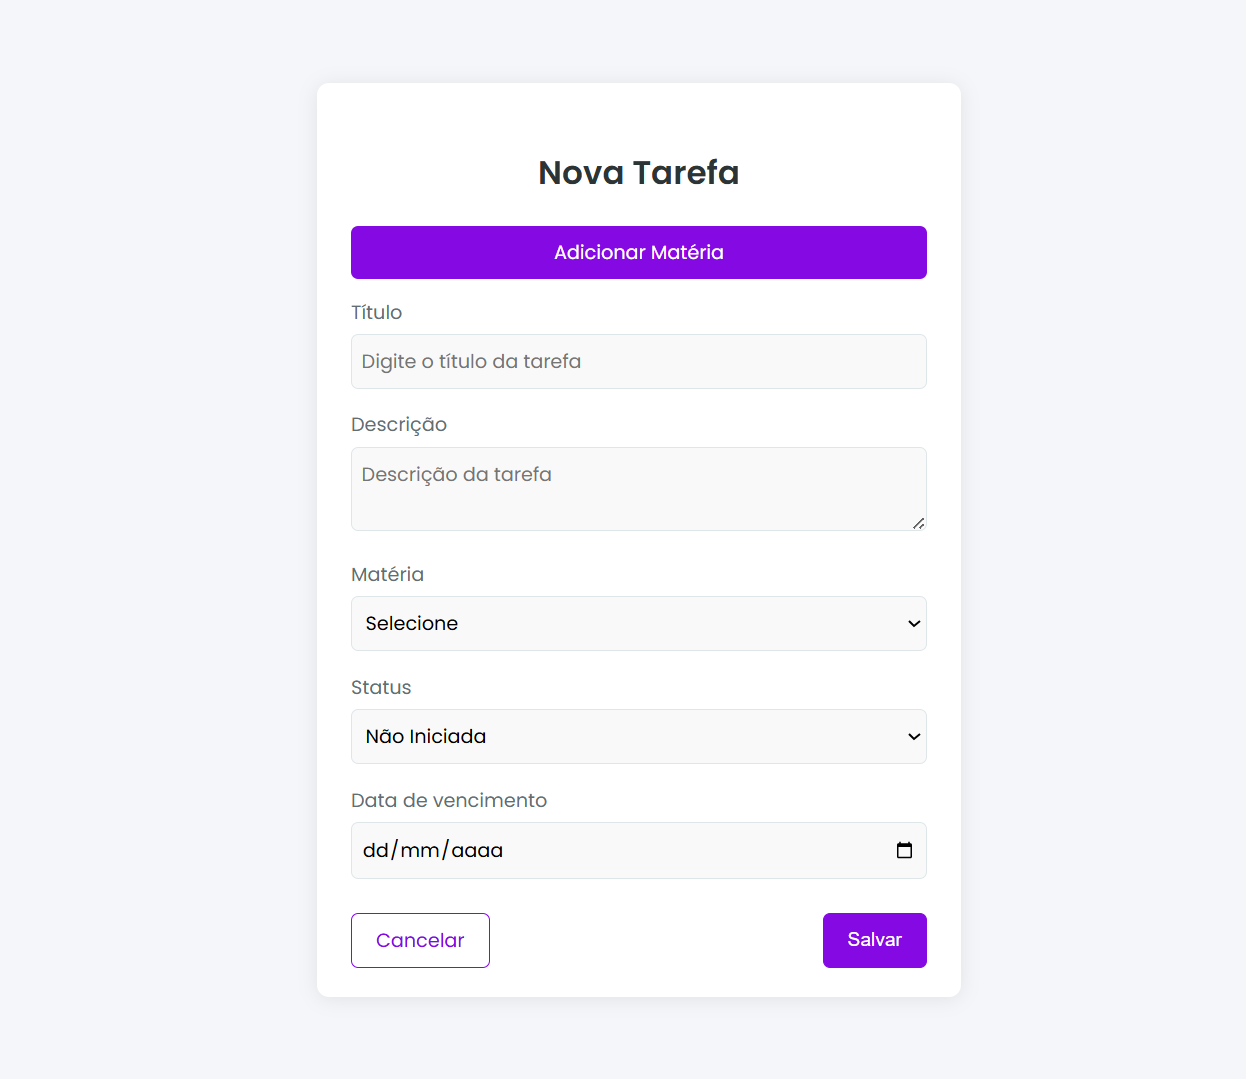 Nova Tarefa
Adicionar Matéria
Título
Digite o título da tarefa
Descrição
Descrição da tarefa
Matéria
Selecione
Status
Não Iniciada
Data de vencimento
dd/mm/aaaa
Cancelar
Salvar